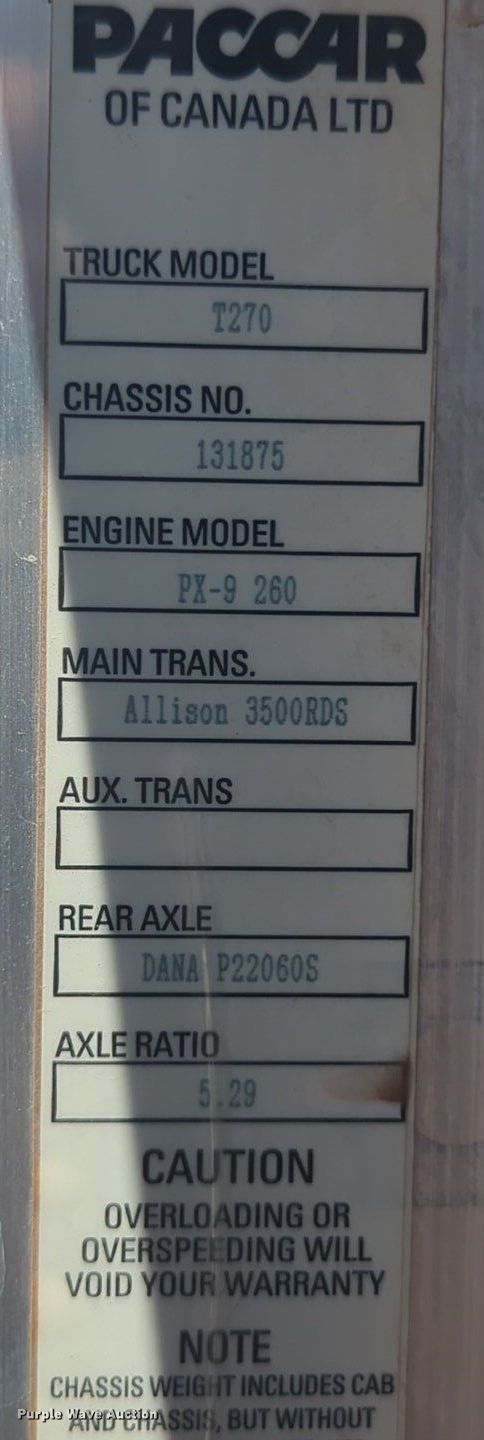 PACCAR
OF CANADA LTD
TRUCK MODEL
T270
CHASSIS NO.
131875
ENGINE MODEL
PX-9 260
MAIN TRANS.
Allison 3500RDS
AUX. TRANS
REAR AXLE
DANA P22060S
AXLE RATIO
5.29
CAUTION
OVERLOADING OR
OVERSPEEDING WILL
VOID YOUR WARRANTY
NOTE
CHASSIS WEIGHT INCLUDES CAB
AND CHASSIS, BUT WITHOUT
Purple Wave Auction